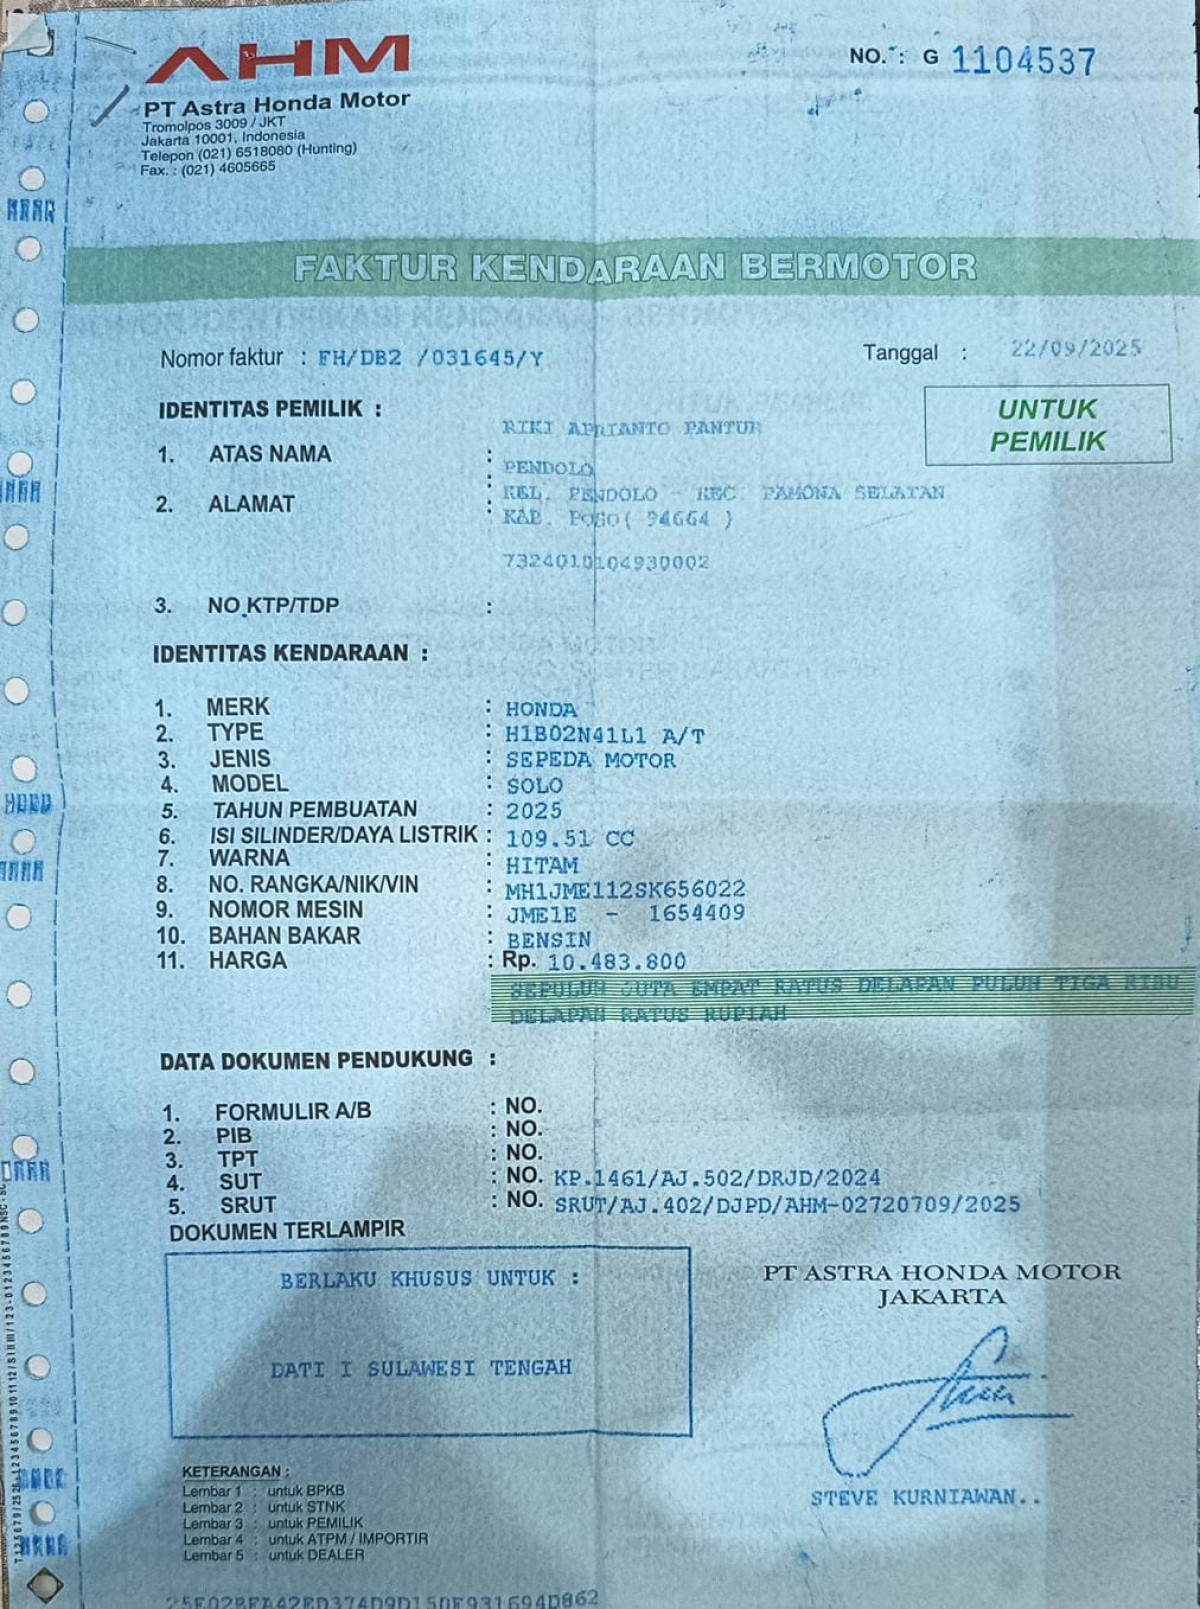 AHM
NO. : G 1104537
PT Astra Honda Motor
Tromolpos 3009 / JKT
Jakarta 10001, Indonesia
Telepon (021) 6518080 (Hunting)
Fax. : (021) 4605665
FAKTUR KENDARAAN BERMOTOR
Nomor faktur : FH/DB2 /031645/Y
Tanggal : 22/09/2025
IDENTITAS PEMILIK :
UNTUK
PEMILIK
1. ATAS NAMA : RIKI APRIANTO PANTUR
2. ALAMAT : PENDOLO
KEL. PENDOLO - KEC. PAMONA SELATAN
KAB. POSO( 94664 )
7324010104930002
3. NO KTP/TDP :
IDENTITAS KENDARAAN :
1. MERK : HONDA
2. TYPE : H1B02N41L1 A/T
3. JENIS : SEPEDA MOTOR
4. MODEL : SOLO
5. TAHUN PEMBUATAN : 2025
6. ISI SILINDER/DAYA LISTRIK : 109.51 CC
7. WARNA : HITAM
8. NO. RANGKA/NIK/VIN : MH1JME112SK656022
9. NOMOR MESIN : JME1E - 1654409
10. BAHAN BAKAR : BENSIN
11. HARGA : Rp. 10.483.800
SEPULUH JUTA EMPAT RATUS DELAPAN PULUH TIGA RIBU
DELAPAN RATUS RUPIAH
DATA DOKUMEN PENDUKUNG :
1. FORMULIR A/B : NO.
2. PIB : NO.
3. TPT : NO.
4. SUT : NO. KP.1461/AJ.502/DRJD/2024
5. SRUT : NO. SRUT/AJ.402/DJPD/AHM-02720709/2025
DOKUMEN TERLAMPIR
BERLAKU KHUSUS UNTUK :
DATI I SULAWESI TENGAH
PT ASTRA HONDA MOTOR
JAKARTA
STEVE KURNIAWAN..
KETERANGAN :
Lembar 1 : untuk BPKB
Lembar 2 : untuk STNK
Lembar 3 : untuk PEMILIK
Lembar 4 : untuk ATPM / IMPORTIR
Lembar 5 : untuk DEALER